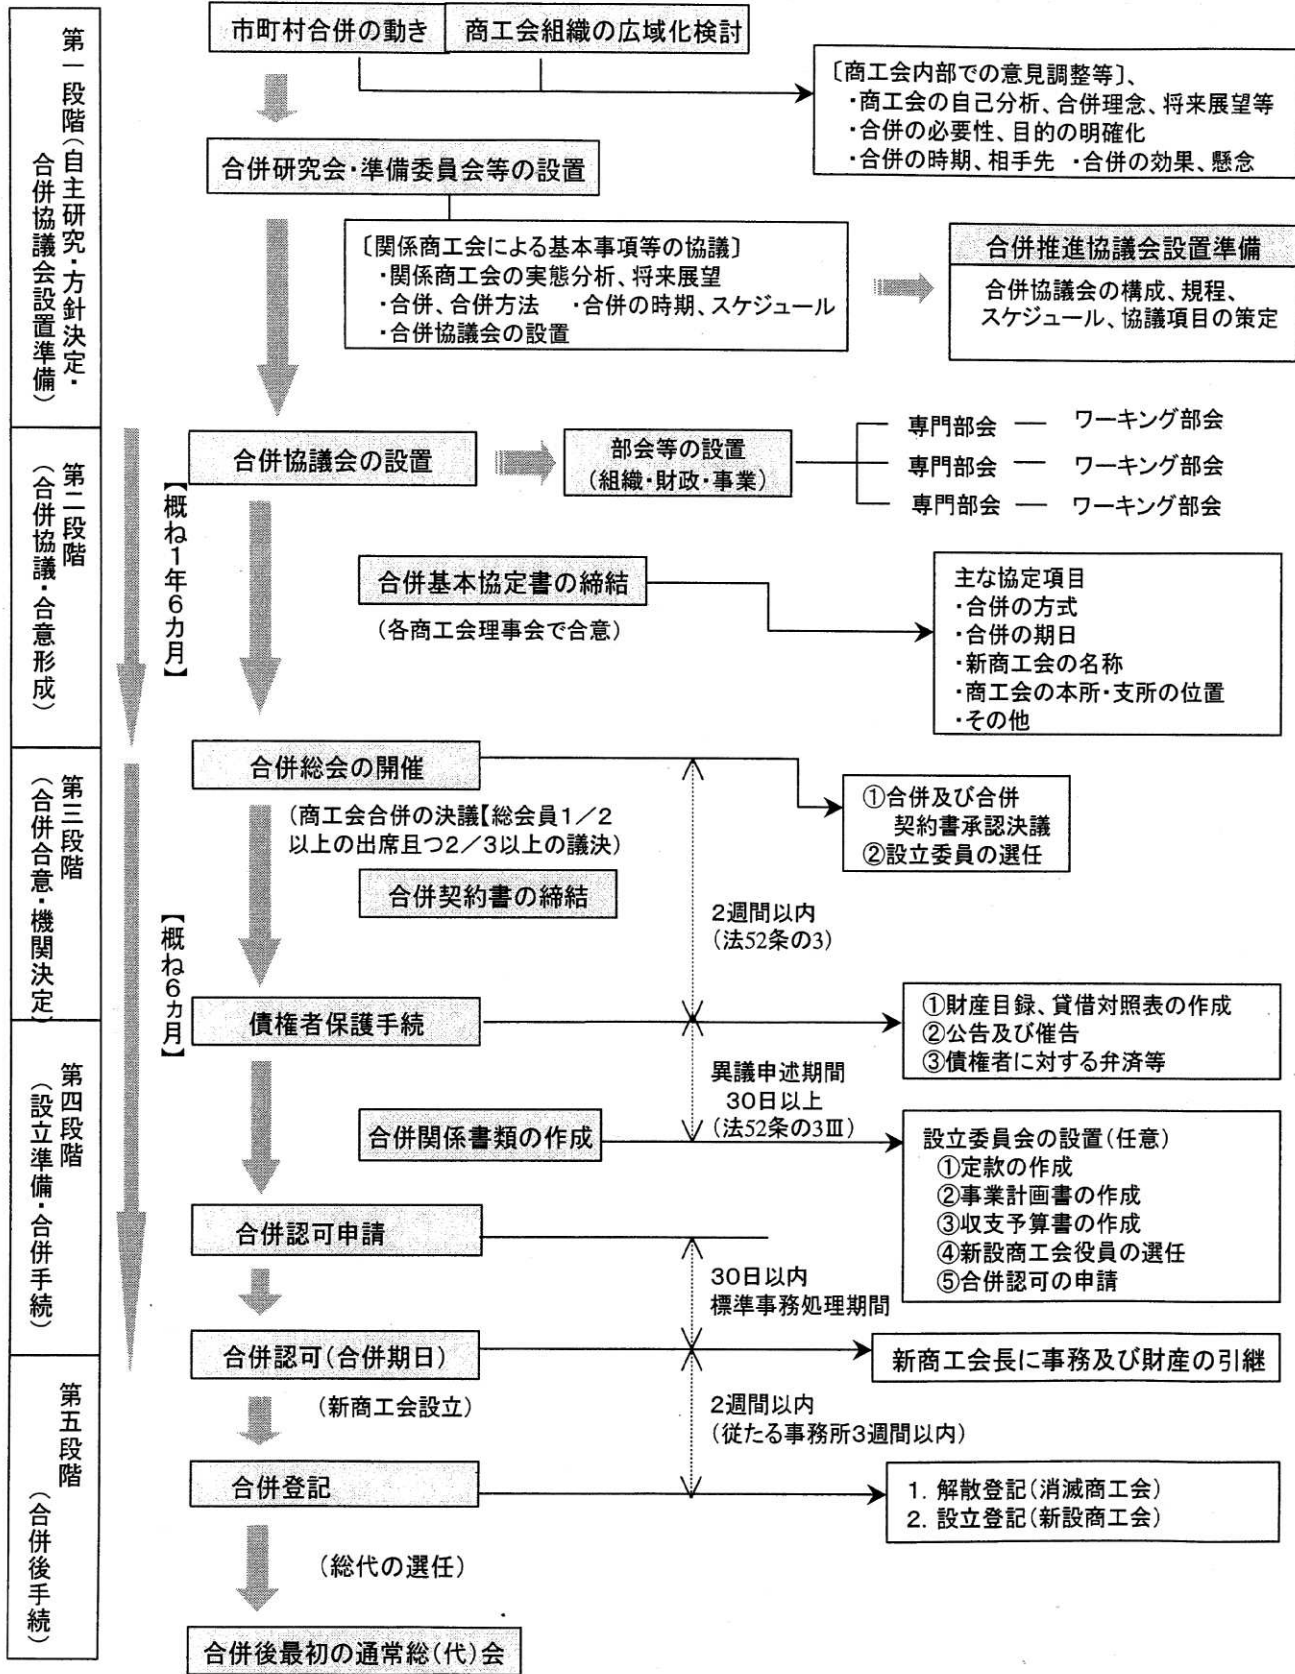 第一段階(自主研究・方針決定・
合併協議会設置準備)
市町村合併の動き
商工会組織の広域化検討
〔商工会内部での意見調整等〕、
・商工会の自己分析、合併理念、将来展望等
・合併の必要性、目的の明確化
・合併の時期、相手先 ・合併の効果、懸念
合併研究会・準備委員会等の設置
〔関係商工会による基本事項等の協議〕
・関係商工会の実態分析、将来展望
・合併、合併方法 ・合併の時期、スケジュール
・合併協議会の設置
合併推進協議会設置準備
合併協議会の構成、規程、
スケジュール、協議項目の策定
第二段階
(合併協議・合意形成)
【概ね1年6カ月】
合併協議会の設置
部会等の設置
(組織・財政・事業)
専門部会 ― ワーキング部会
専門部会 ― ワーキング部会
専門部会 ― ワーキング部会
合併基本協定書の締結
(各商工会理事会で合意)
主な協定項目
・合併の方式
・合併の期日
・新商工会の名称
・商工会の本所・支所の位置
・その他
第三段階
(合併合意・機関決定)
【概ね6カ月】
合併総会の開催
(商工会合併の決議【総会員1/2
以上の出席且つ2/3以上の議決)
合併契約書の締結
①合併及び合併
契約書承認決議
②設立委員の選任
2週間以内
(法52条の3)
債権者保護手続
①財産目録、貸借対照表の作成
②公告及び催告
③債権者に対する弁済等
第四段階
(設立準備・合併手続)
異議申述期間
30日以上
(法52条の3Ⅲ)
合併関係書類の作成
設立委員会の設置(任意)
①定款の作成
②事業計画書の作成
③収支予算書の作成
④新設商工会役員の選任
⑤合併認可の申請
合併認可申請
30日以内
標準事務処理期間
合併認可(合併期日)
新商工会長に事務及び財産の引継
第五段階
(合併後手続)
(新商工会設立)
2週間以内
(従たる事務所3週間以内)
合併登記
1. 解散登記(消滅商工会)
2. 設立登記(新設商工会)
(総代の選任)
合併後最初の通常総(代)会